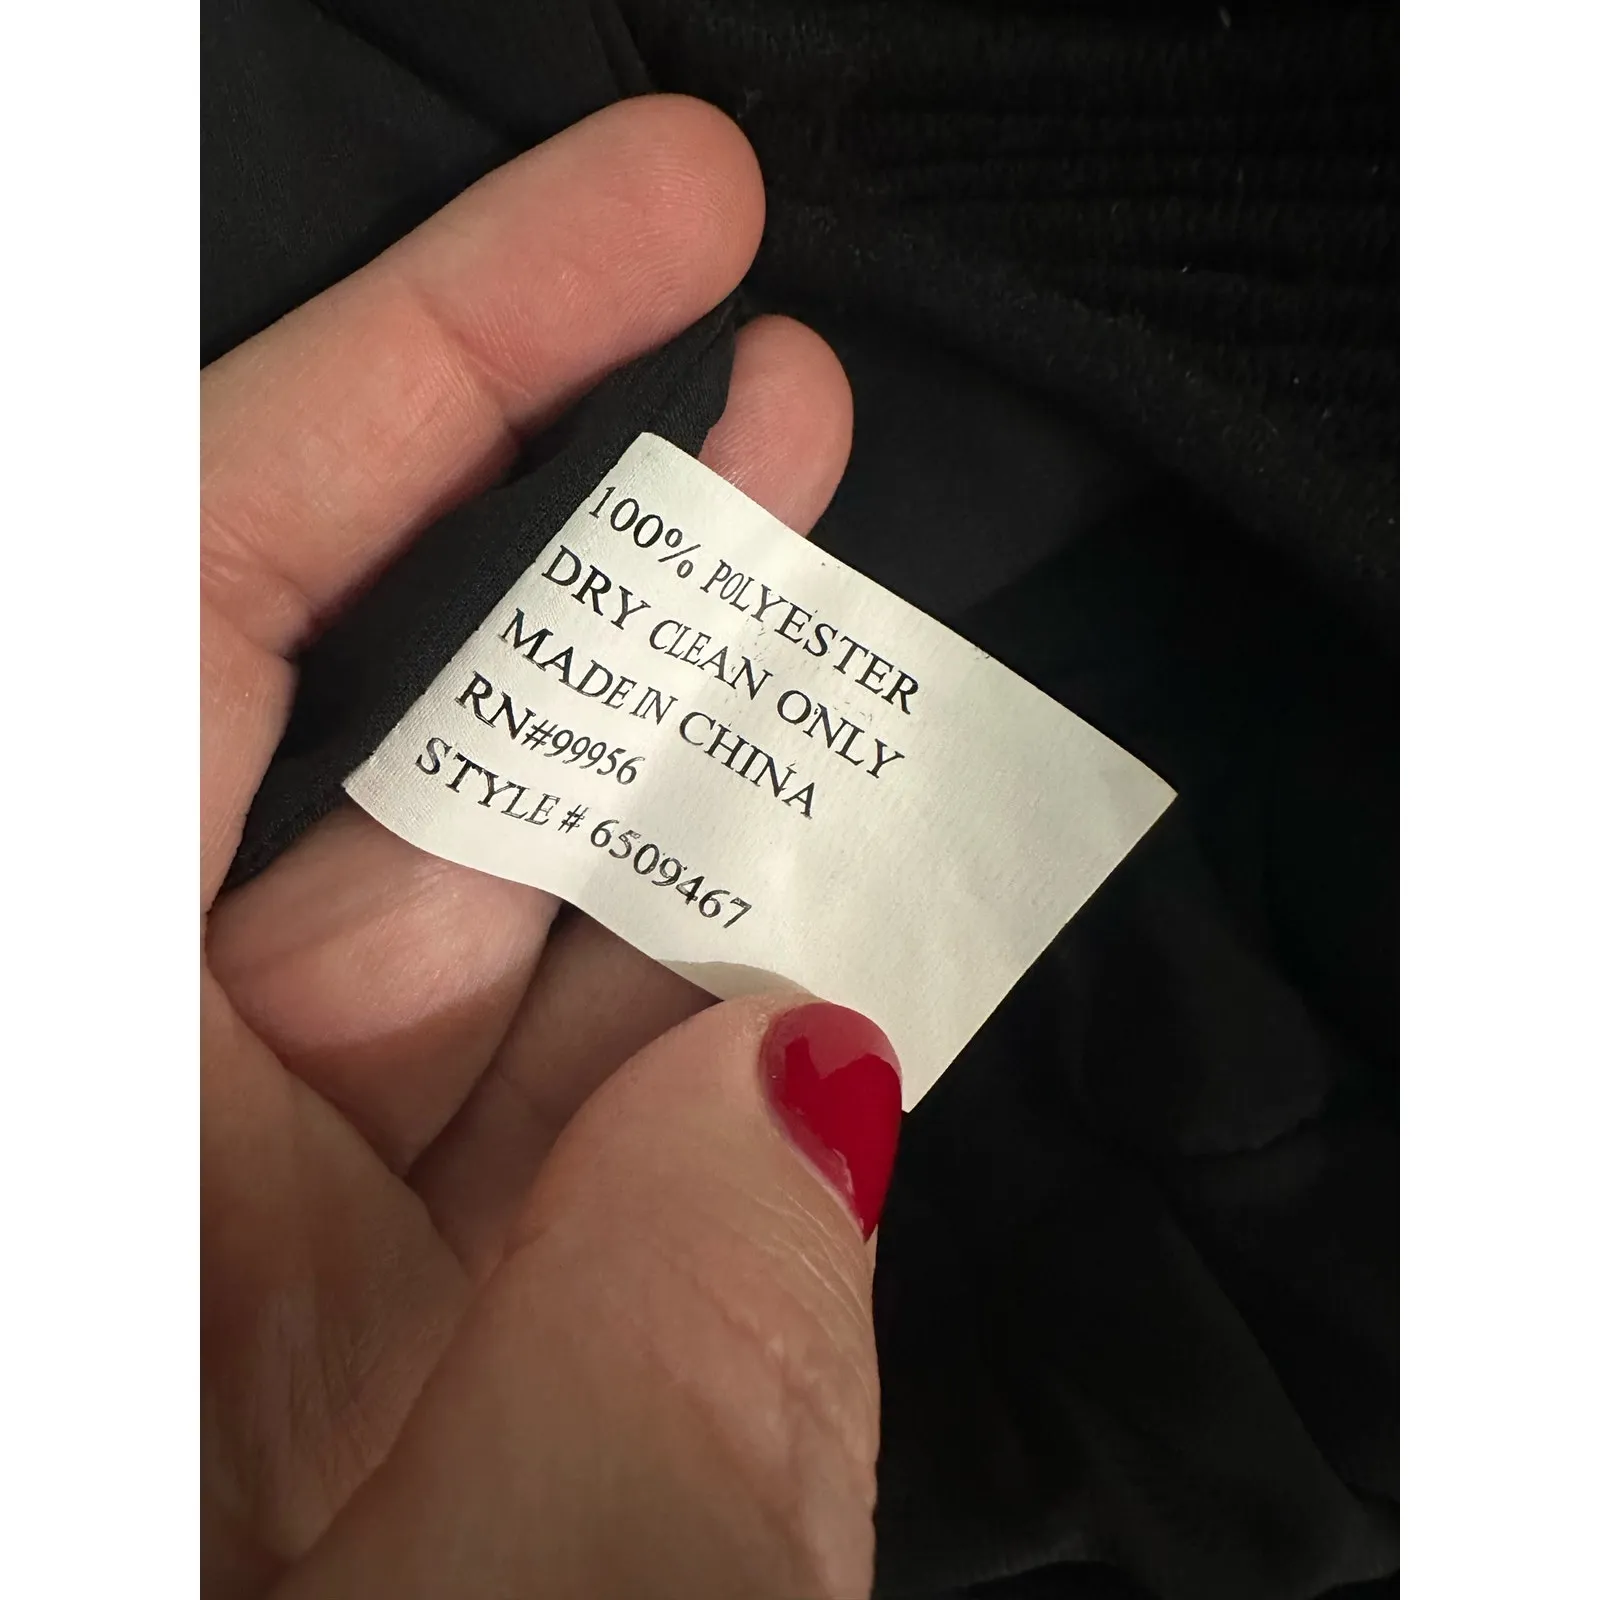 100% POLYESTER
DRY CLEAN ONLY
MADE IN CHINA
RN#99956
STYLE # 6509467